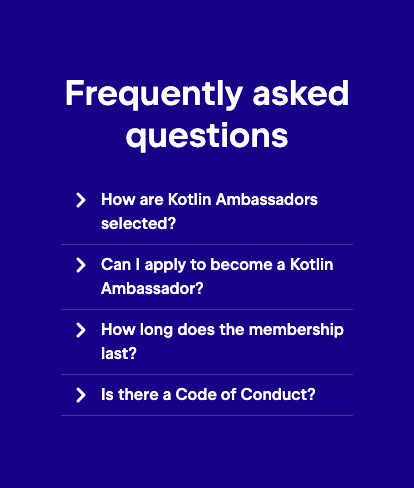 Frequently asked
questions
How are Kotlin Ambassadors
selected?
Can I apply to become a Kotlin
Ambassador?
How long does the membership
last?
Is there a Code of Conduct?